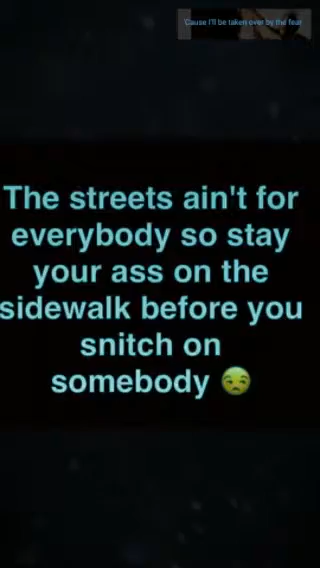 'Cause I'll be taken over by the fear
The streets ain't for
everybody so stay
your ass on the
sidewalk before you
snitch on
somebody 😒